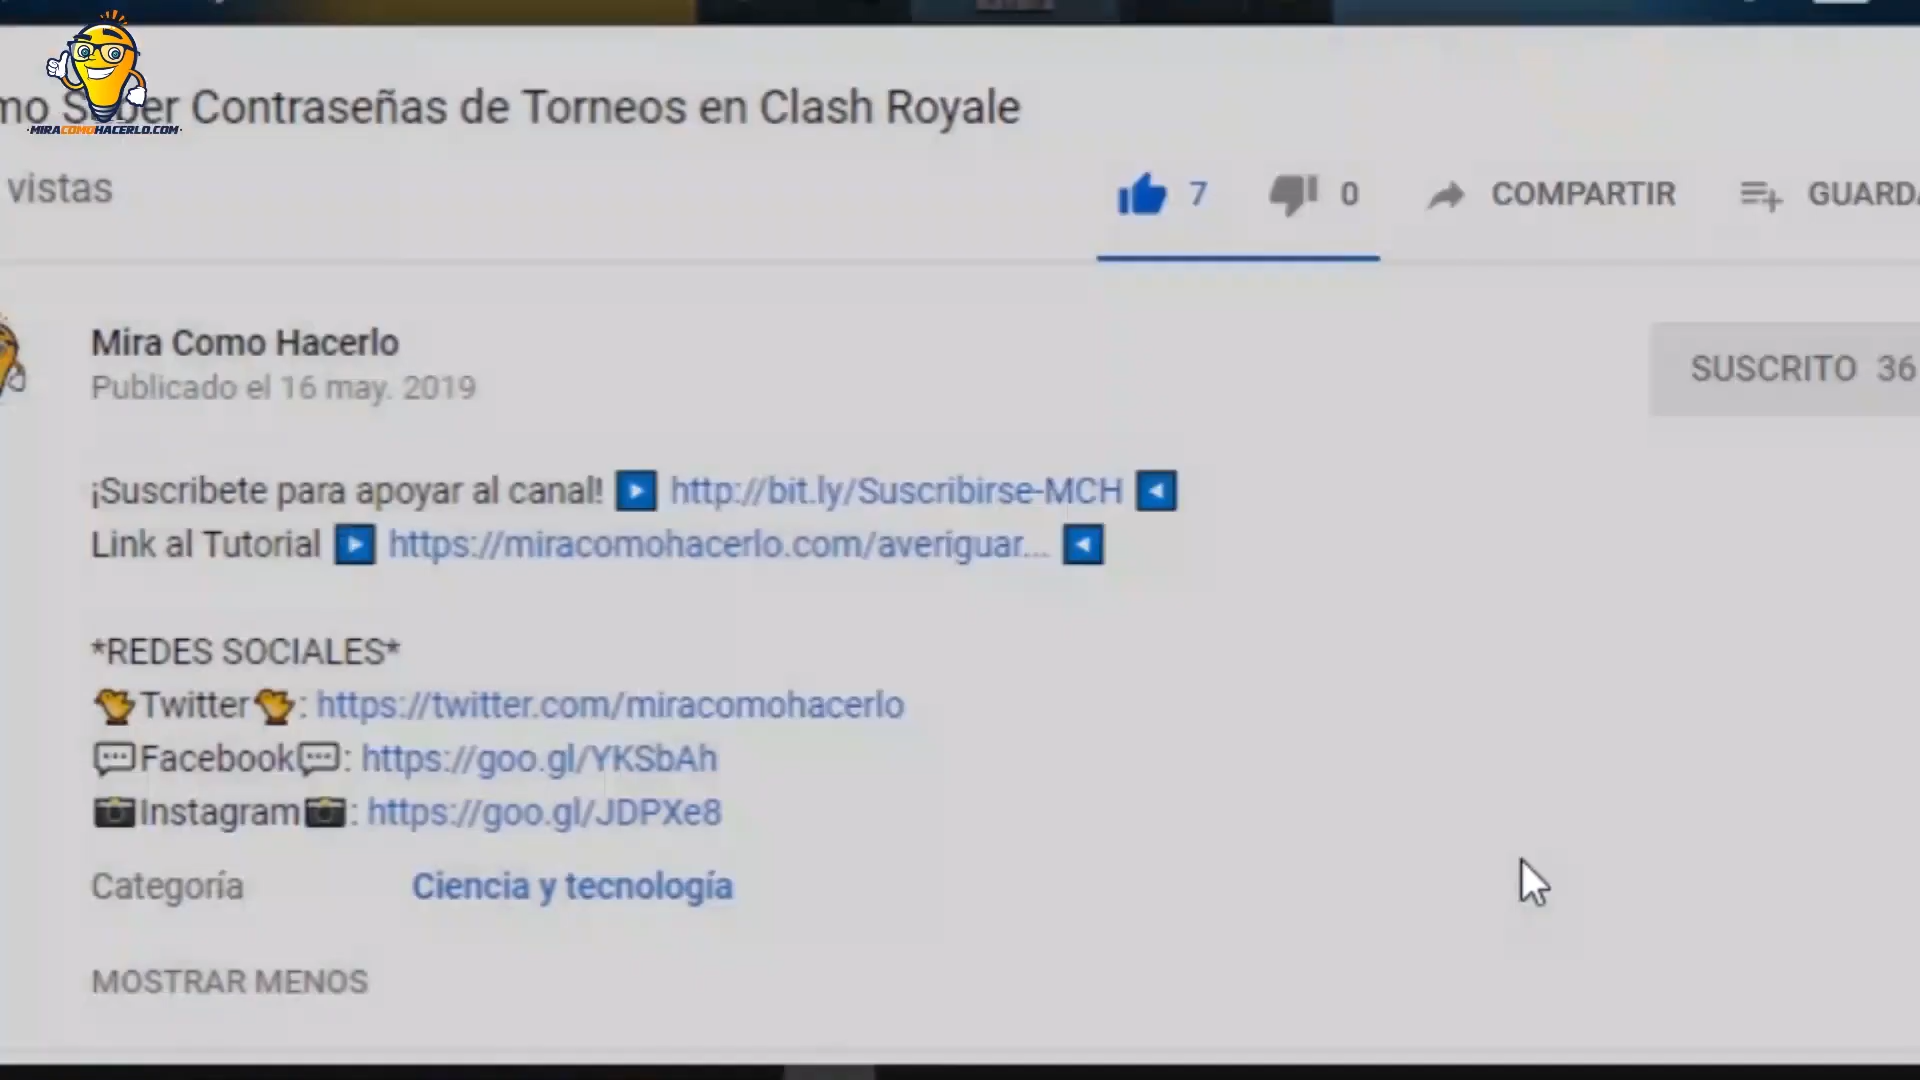 ·MIRACOMOHACERLO.COM·
mo Saber Contraseñas de Torneos en Clash Royale
vistas
7
0
COMPARTIR
GUARDA
Mira Como Hacerlo
Publicado el 16 may. 2019
SUSCRITO 36
¡Suscribete para apoyar al canal! ▶ http://bit.ly/Suscribirse-MCH ◀
Link al Tutorial ▶ https://miracomohacerlo.com/averiguar... ◀
*REDES SOCIALES*
🐤Twitter🐤: https://twitter.com/miracomohacerlo
💬Facebook💬: https://goo.gl/YKSbAh
📷Instagram📷: https://goo.gl/JDPXe8
Categoría Ciencia y tecnología
MOSTRAR MENOS